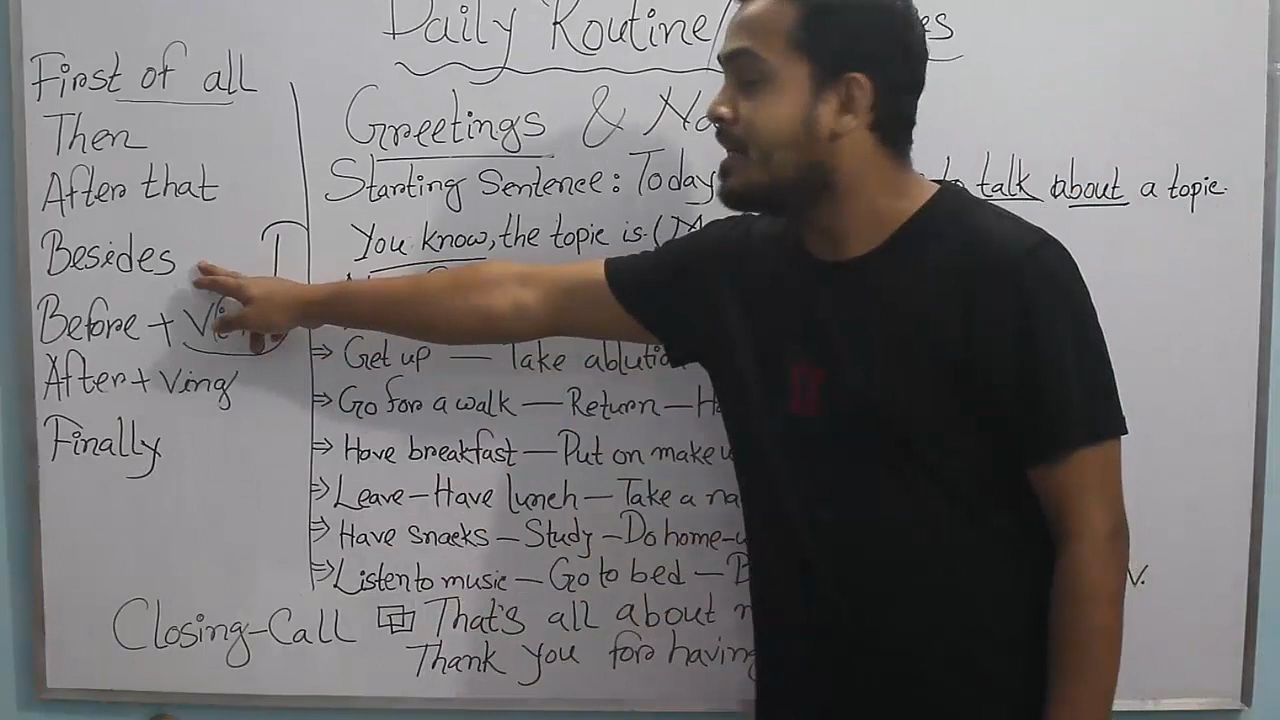 Daily Routine/
First of all
Then
After that
Besides
Before +
After + Ving
Finally
Greetings &
Starting Sentence: Today to talk about a topic.
You know, the topic is (
⇒ Get up — Take
⇒ Go for a walk — Return —
⇒ Have breakfast — Put on make
⇒ Leave — Have lunch — Take a
⇒ Have snacks — Study — Do home-
⇒ Listen to music — Go to bed —
Closing-Call That's all about
Thank you for having